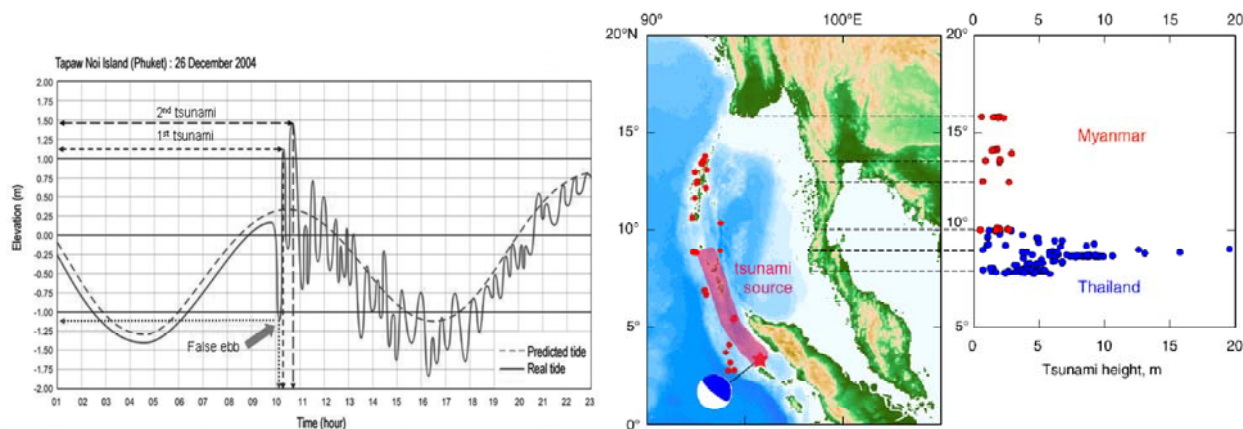 Tapaw Noi Island (Phuket) : 26 December 2004
2.00
1.75
1.50
1.25
1.00
0.75
0.50
0.25
0.00
-0.25
-0.50
-0.75
-1.00
-1.25
-1.50
-1.75
-2.00
Elevation (m)
2nd tsunami
1st tsunami
False ebb
Predicted tide
Real tide
01 02 03 04 05 06 07 08 09 10 11 12 13 14 15 16 17 18 19 20 21 22 23
Time (hour)
90° 100°E
20°N
15°
10°
5°
0°
tsunami
source
0 5 10 15 20
20°
15°
10°
5°
Myanmar
Thailand
0 5 10 15 20
Tsunami height, m